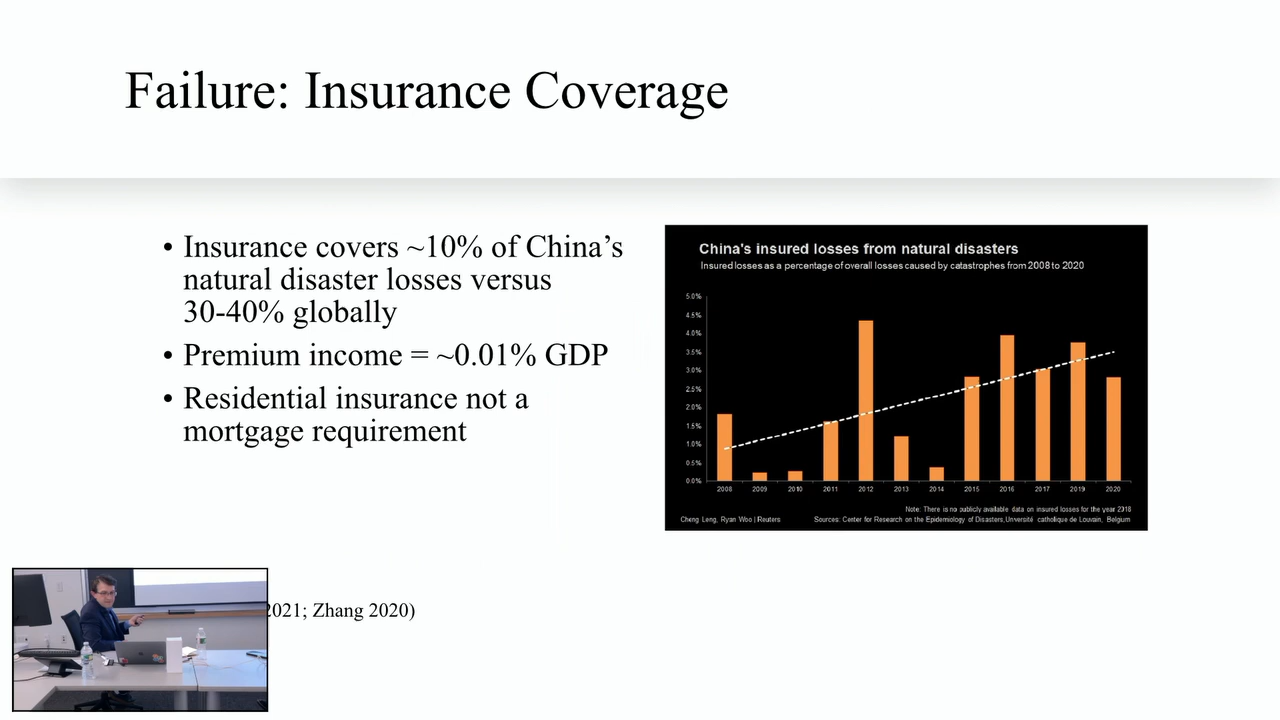 Failure: Insurance Coverage
• Insurance covers ~10% of China’s
natural disaster losses versus
30-40% globally
• Premium income = ~0.01% GDP
• Residential insurance not a
mortgage requirement
2021; Zhang 2020)
China's insured losses from natural disasters
Insured losses as a percentage of overall losses caused by catastrophes from 2008 to 2020
5.0%
4.5%
4.0%
3.5%
3.0%
2.5%
2.0%
1.5%
1.0%
0.5%
0.0%
2008 2009 2010 2011 2012 2013 2014 2015 2016 2017 2019 2020
Note: There is no publicly available data on insured losses for the year 2018
Cheng Leng, Ryan Woo | Reuters Sources: Center for Research on the Epidemiology of Disasters, Université catholique de Louvain, Belgium